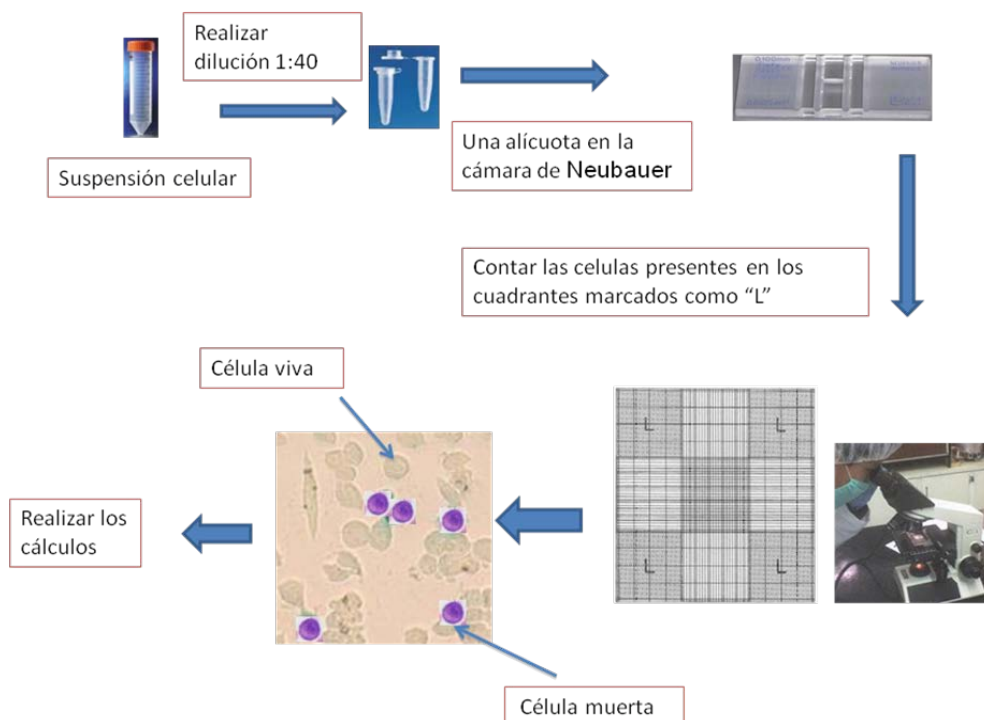 Realizar
dilución 1:40
Suspensión celular
Una alícuota en la
cámara de Neubauer
Contar las celulas presentes en los
cuadrantes marcados como “L”
Célula viva
L
L
L
L
Realizar los
cálculos
Célula muerta